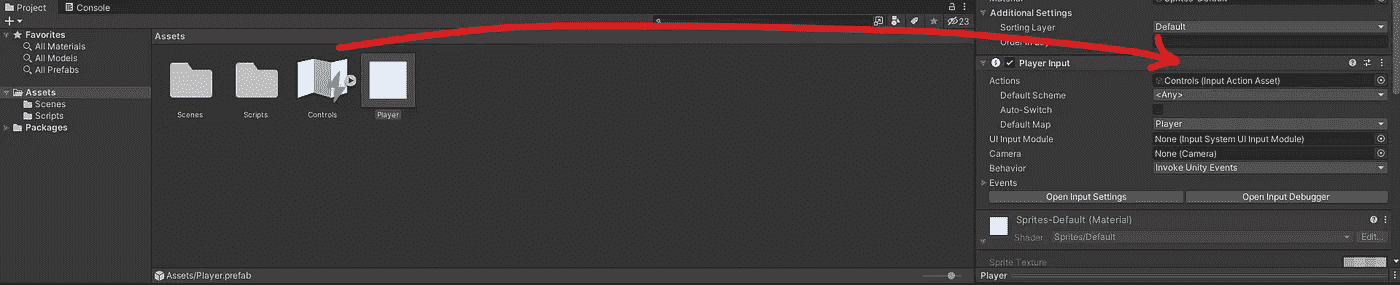 Project
Console
23
Favorites
All Materials
All Models
All Prefabs
Assets
Scenes
Scripts
Packages
Assets
Scenes
Scripts
Controls
Player
Assets/Player.prefab
Additional Settings
Sorting Layer
Default
Player Input
Actions
Controls (Input Action Asset)
Default Scheme
<Any>
Auto-Switch
Default Map
Player
UI Input Module
None (Input System UI Input Module)
Camera
None (Camera)
Behavior
Invoke Unity Events
Events
Open Input Settings
Open Input Debugger
Sprites-Default (Material)
Shader
Sprites/Default
Edit...
Sprite Texture
Player